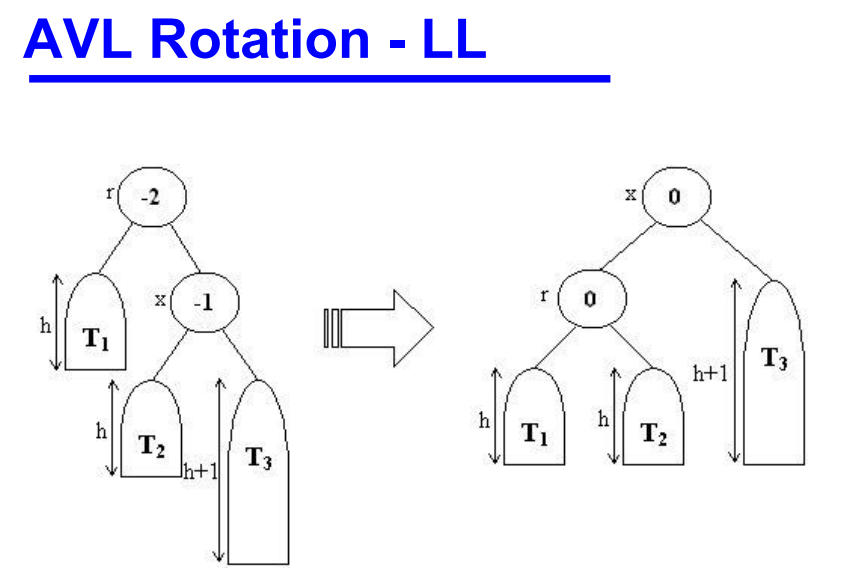 AVL Rotation - LL
r -2
x 0
h T1
x -1
r 0
h T2
h+1 T3
h T1
h T2
h+1 T3